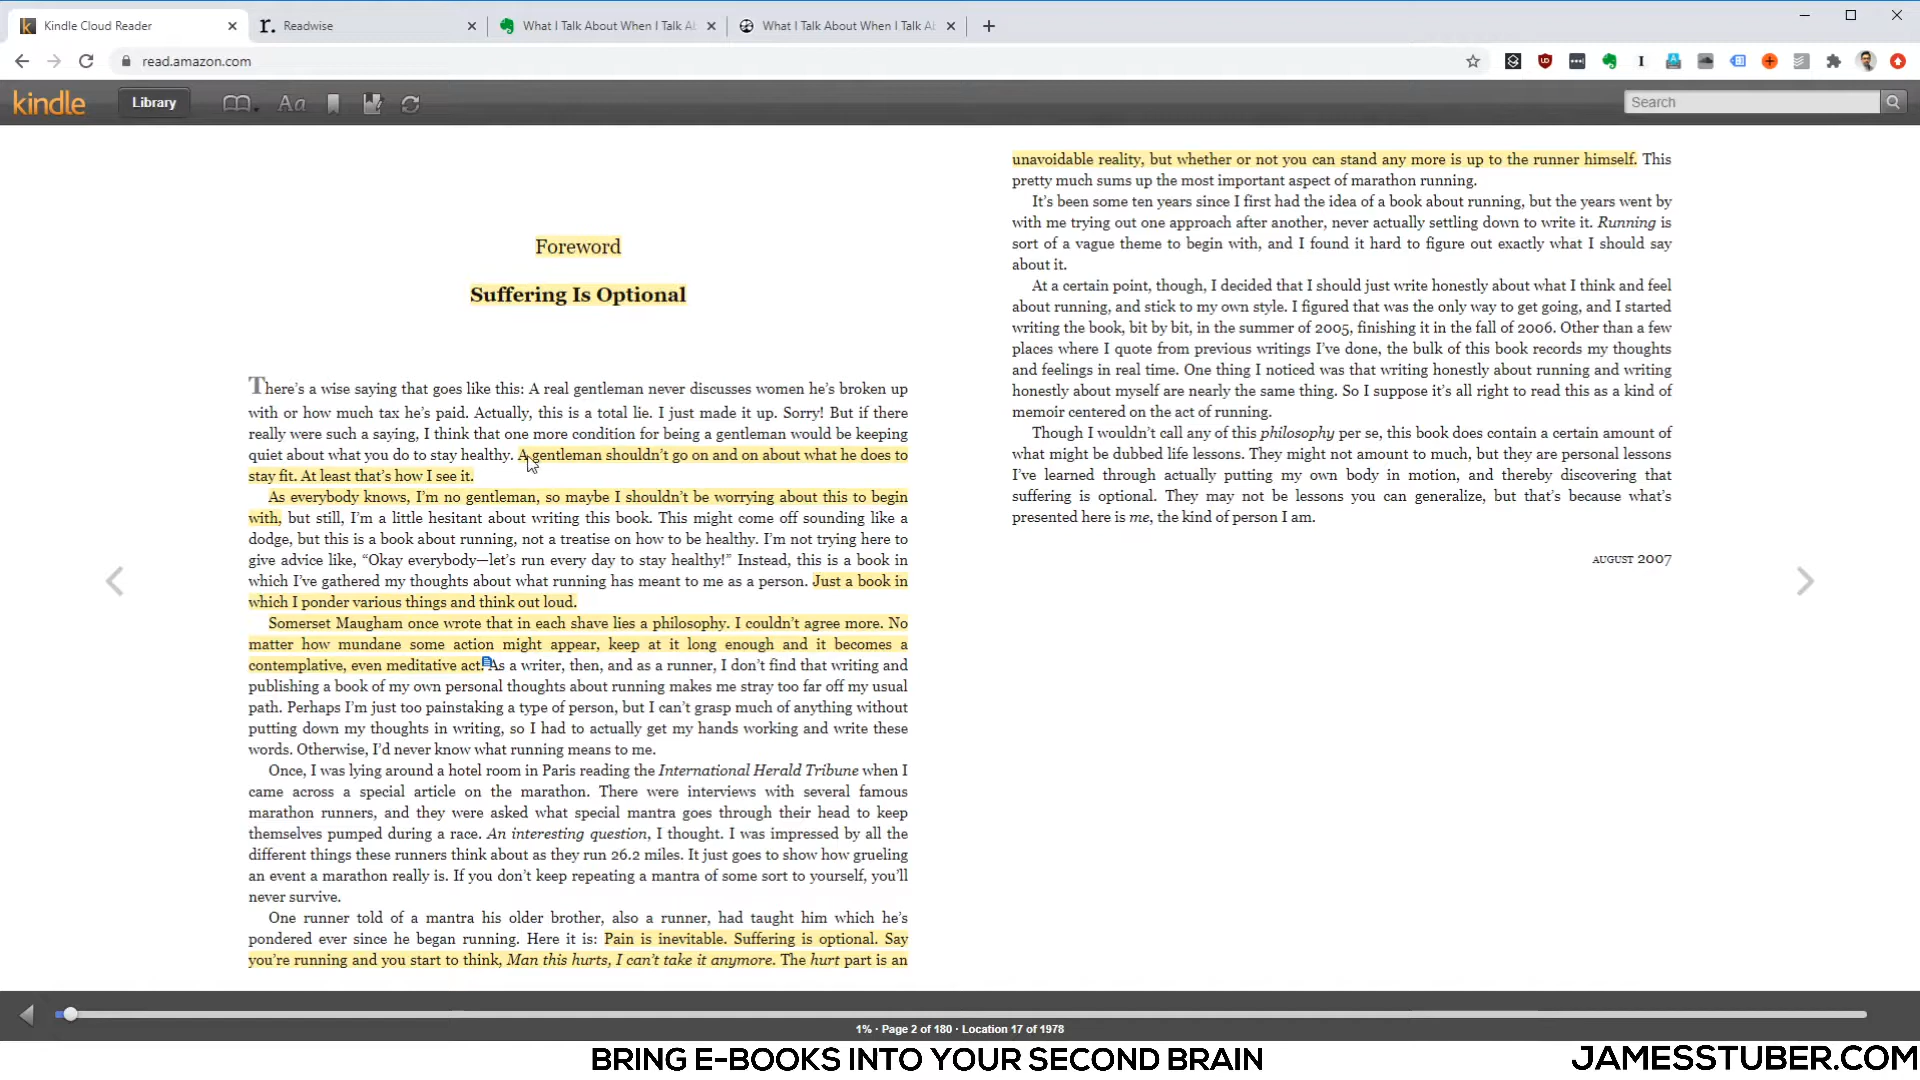 Kindle Cloud Reader
r. Readwise
What I Talk About When I Talk Ab
What I Talk About When I Talk Ab
read.amazon.com
kindle
Library
Aa
Search
Foreword
Suffering Is Optional
There’s a wise saying that goes like this: A real gentleman never discusses women he’s broken up
with or how much tax he’s paid. Actually, this is a total lie. I just made it up. Sorry! But if there
really were such a saying, I think that one more condition for being a gentleman would be keeping
quiet about what you do to stay healthy. A gentleman shouldn’t go on and on about what he does to
stay fit. At least that’s how I see it.
As everybody knows, I’m no gentleman, so maybe I shouldn’t be worrying about this to begin
with, but still, I’m a little hesitant about writing this book. This might come off sounding like a
dodge, but this is a book about running, not a treatise on how to be healthy. I’m not trying here to
give advice like, “Okay everybody—let’s run every day to stay healthy!” Instead, this is a book in
which I’ve gathered my thoughts about what running has meant to me as a person. Just a book in
which I ponder various things and think out loud.
Somerset Maugham once wrote that in each shave lies a philosophy. I couldn’t agree more. No
matter how mundane some action might appear, keep at it long enough and it becomes a
contemplative, even meditative act. As a writer, then, and as a runner, I don’t find that writing and
publishing a book of my own personal thoughts about running makes me stray too far off my usual
path. Perhaps I’m just too painstaking a type of person, but I can’t grasp much of anything without
putting down my thoughts in writing, so I had to actually get my hands working and write these
words. Otherwise, I’d never know what running means to me.
Once, I was lying around a hotel room in Paris reading the International Herald Tribune when I
came across a special article on the marathon. There were interviews with several famous
marathon runners, and they were asked what special mantra goes through their head to keep
themselves pumped during a race. An interesting question, I thought. I was impressed by all the
different things these runners think about as they run 26.2 miles. It just goes to show how grueling
an event a marathon really is. If you don’t keep repeating a mantra of some sort to yourself, you’ll
never survive.
One runner told of a mantra his older brother, also a runner, had taught him which he’s
pondered ever since he began running. Here it is: Pain is inevitable. Suffering is optional. Say
you’re running and you start to think, Man this hurts, I can’t take it anymore. The hurt part is an
unavoidable reality, but whether or not you can stand any more is up to the runner himself. This
pretty much sums up the most important aspect of marathon running.
It’s been some ten years since I first had the idea of a book about running, but the years went by
with me trying out one approach after another, never actually settling down to write it. Running is
sort of a vague theme to begin with, and I found it hard to figure out exactly what I should say
about it.
At a certain point, though, I decided that I should just write honestly about what I think and feel
about running, and stick to my own style. I figured that was the only way to get going, and I started
writing the book, bit by bit, in the summer of 2005, finishing it in the fall of 2006. Other than a few
places where I quote from previous writings I’ve done, the bulk of this book records my thoughts
and feelings in real time. One thing I noticed was that writing honestly about running and writing
honestly about myself are nearly the same thing. So I suppose it’s all right to read this as a kind of
memoir centered on the act of running.
Though I wouldn’t call any of this philosophy per se, this book does contain a certain amount of
what might be dubbed life lessons. They might not amount to much, but they are personal lessons
I’ve learned through actually putting my own body in motion, and thereby discovering that
suffering is optional. They may not be lessons you can generalize, but that’s because what’s
presented here is me, the kind of person I am.
AUGUST 2007
1% · Page 2 of 180 · Location 17 of 1978
BRING E-BOOKS INTO YOUR SECOND BRAIN
JAMESSTUBER.COM